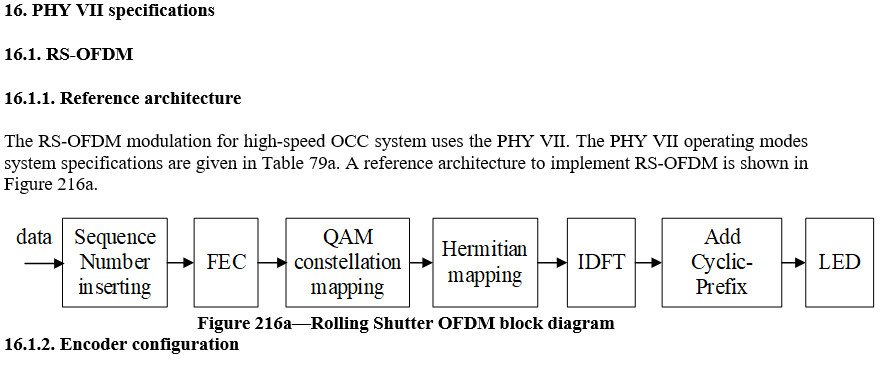 16. PHY VII specifications
16.1. RS-OFDM
16.1.1. Reference architecture
The RS-OFDM modulation for high-speed OCC system uses the PHY VII. The PHY VII operating modes
system specifications are given in Table 79a. A reference architecture to implement RS-OFDM is shown in
Figure 216a.
data
Sequence
Number
inserting
FEC
QAM
constellation
mapping
Hermitian
mapping
IDFT
Add
Cyclic-
Prefix
LED
Figure 216a—Rolling Shutter OFDM block diagram
16.1.2. Encoder configuration